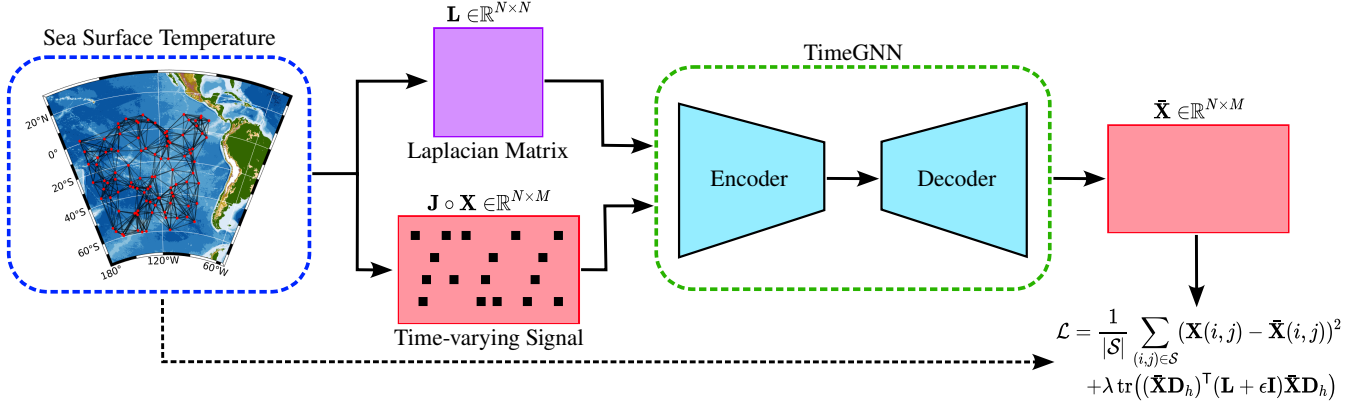 Sea Surface Temperature
20°N
0°
20°S
40°S
60°S
180°
120°W
60°W
𝐋 ∈ℝ^{N×N}
Laplacian Matrix
𝐉 ∘ 𝐗 ∈ℝ^{N×M}
Time-varying Signal
TimeGNN
Encoder
Decoder
𝐗̄ ∈ℝ^{N×M}
ℒ = \frac{1}{|𝒮|} ∑_{(i,j)∈𝒮} (𝐗(i,j) − 𝐗̄(i,j))^2
+λ tr((𝐗̄𝐃_h)^⊤(𝐋 + ϵ𝐈)𝐗̄𝐃_h)